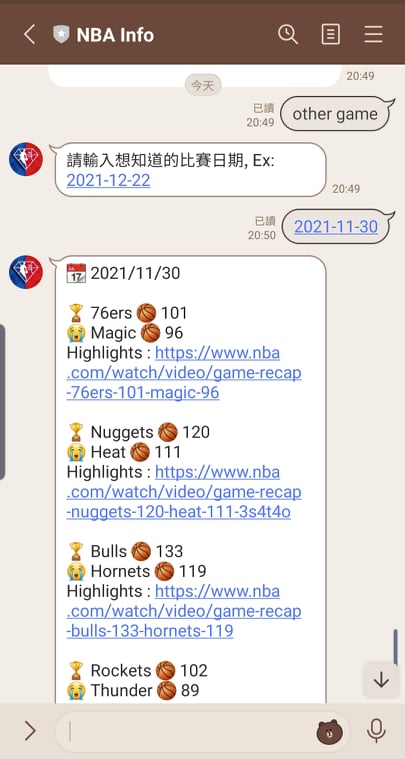 NBA Info
20:49
今天
已讀
20:49
other game
請輸入想知道的比賽日期, Ex:
2021-12-22
20:49
已讀
20:50
2021-11-30
2021/11/30
76ers 101
Magic 96
Highlights : https://www.nba
.com/watch/video/game-recap
-76ers-101-magic-96
Nuggets 120
Heat 111
Highlights : https://www.nba
.com/watch/video/game-recap
-nuggets-120-heat-111-3s4t4o
Bulls 133
Hornets 119
Highlights : https://www.nba
.com/watch/video/game-recap
-bulls-133-hornets-119
Rockets 102
Thunder 89